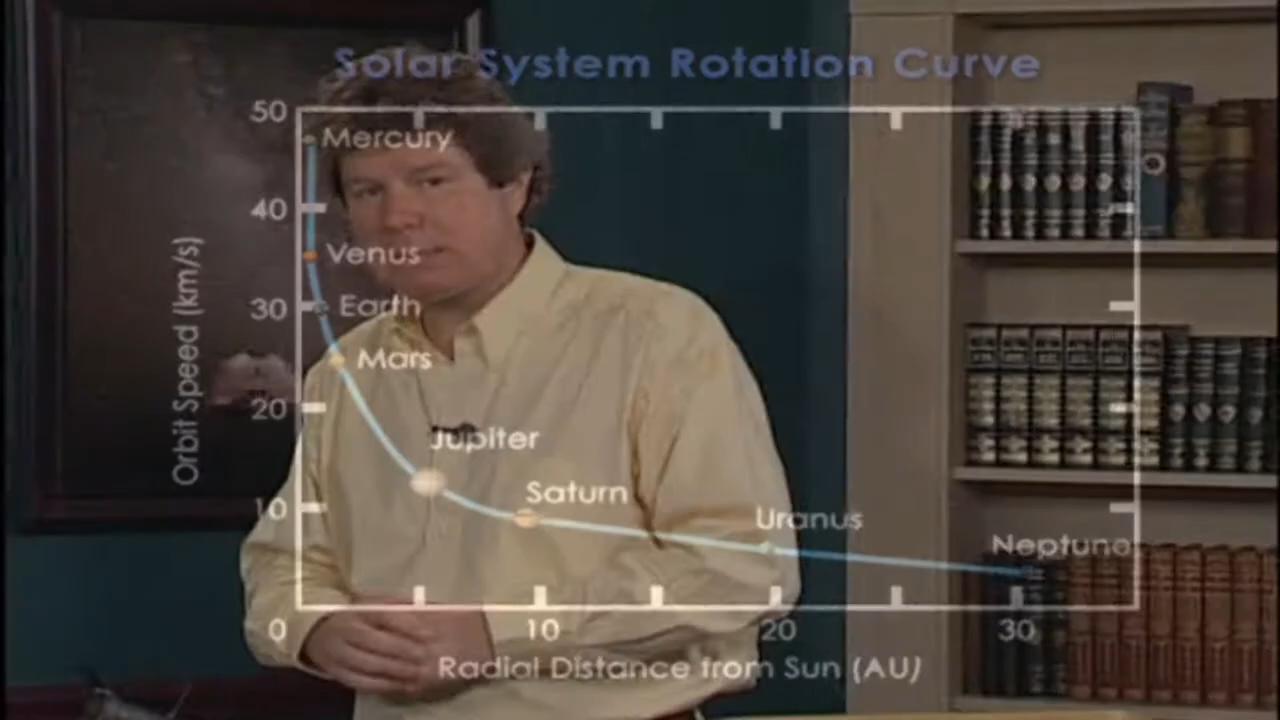 Solar System Rotation Curve
50
Mercury
40
Venus
30
Earth
Mars
20
Jupiter
Saturn
10
Uranus
Neptune
0
10
20
30
Orbit Speed (km/s)
Radial Distance from Sun (AU)